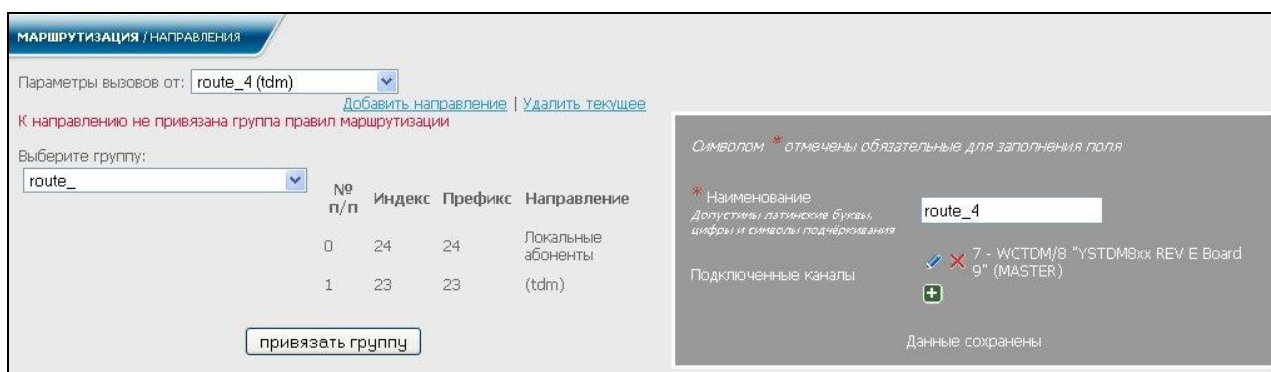 МАРШРУТИЗАЦИЯ / НАПРАВЛЕНИЯ
Параметры вызовов от: route_4 (tdm)
Добавить направление | Удалить текущее
К направлению не привязана группа правил маршрутизации
Выберите группу:
route_
№ п/п Индекс Префикс Направление
0 24 24 Локальные абоненты
1 23 23 (tdm)
привязать группу
Символом * отмечены обязательные для заполнения поля
* Наименование
Допустимы латинские буквы,
цифры и символы подчёркивания
route_4
Подключенные каналы
7 - WCTDM/8 "YSTDM8xx REV E Board
9" (MASTER)
Данные сохранены